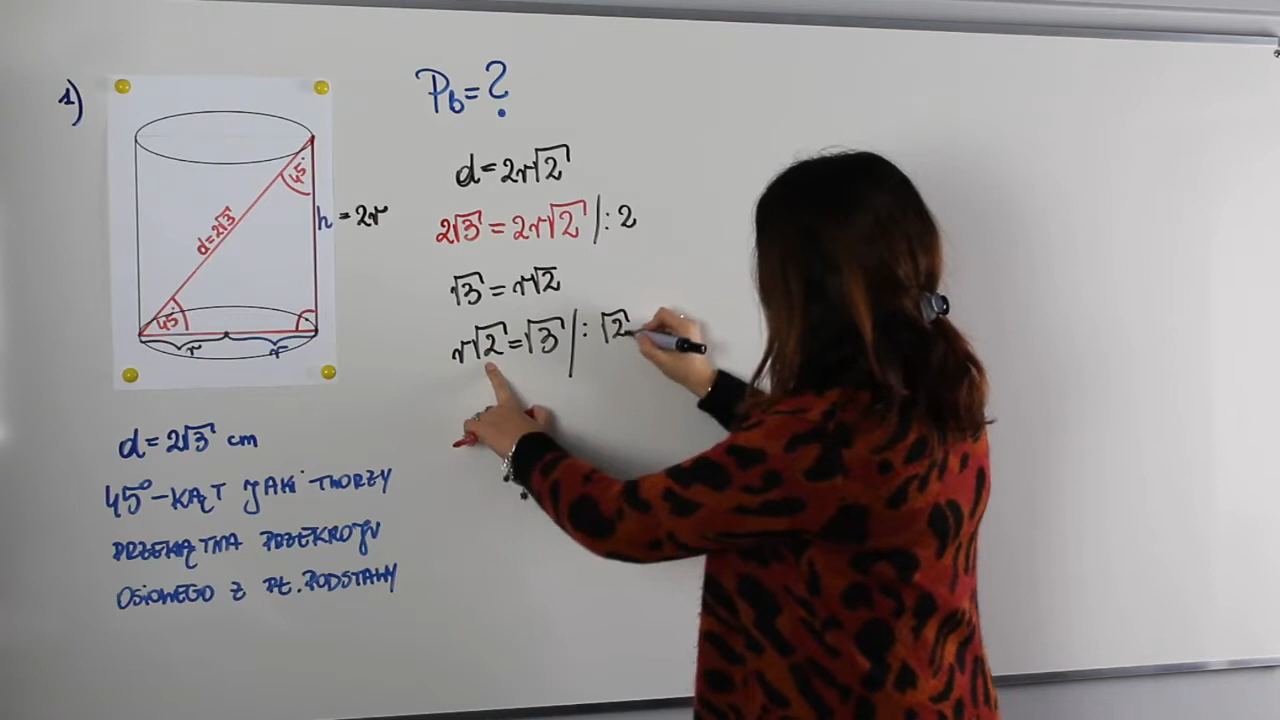 1)
45°
d=2√3
h = 2r
45°
r r
d = 2√3 cm
45° - KĄT JAKI TWORZY
PRZEKĄTNA PRZEKROJU
OSIOWEGO Z PŁ. PODSTAWY
Pb = ?
d = 2r√2
2√3 = 2r√2 /: 2
√3 = r√2
r√2 = √3 /: √2